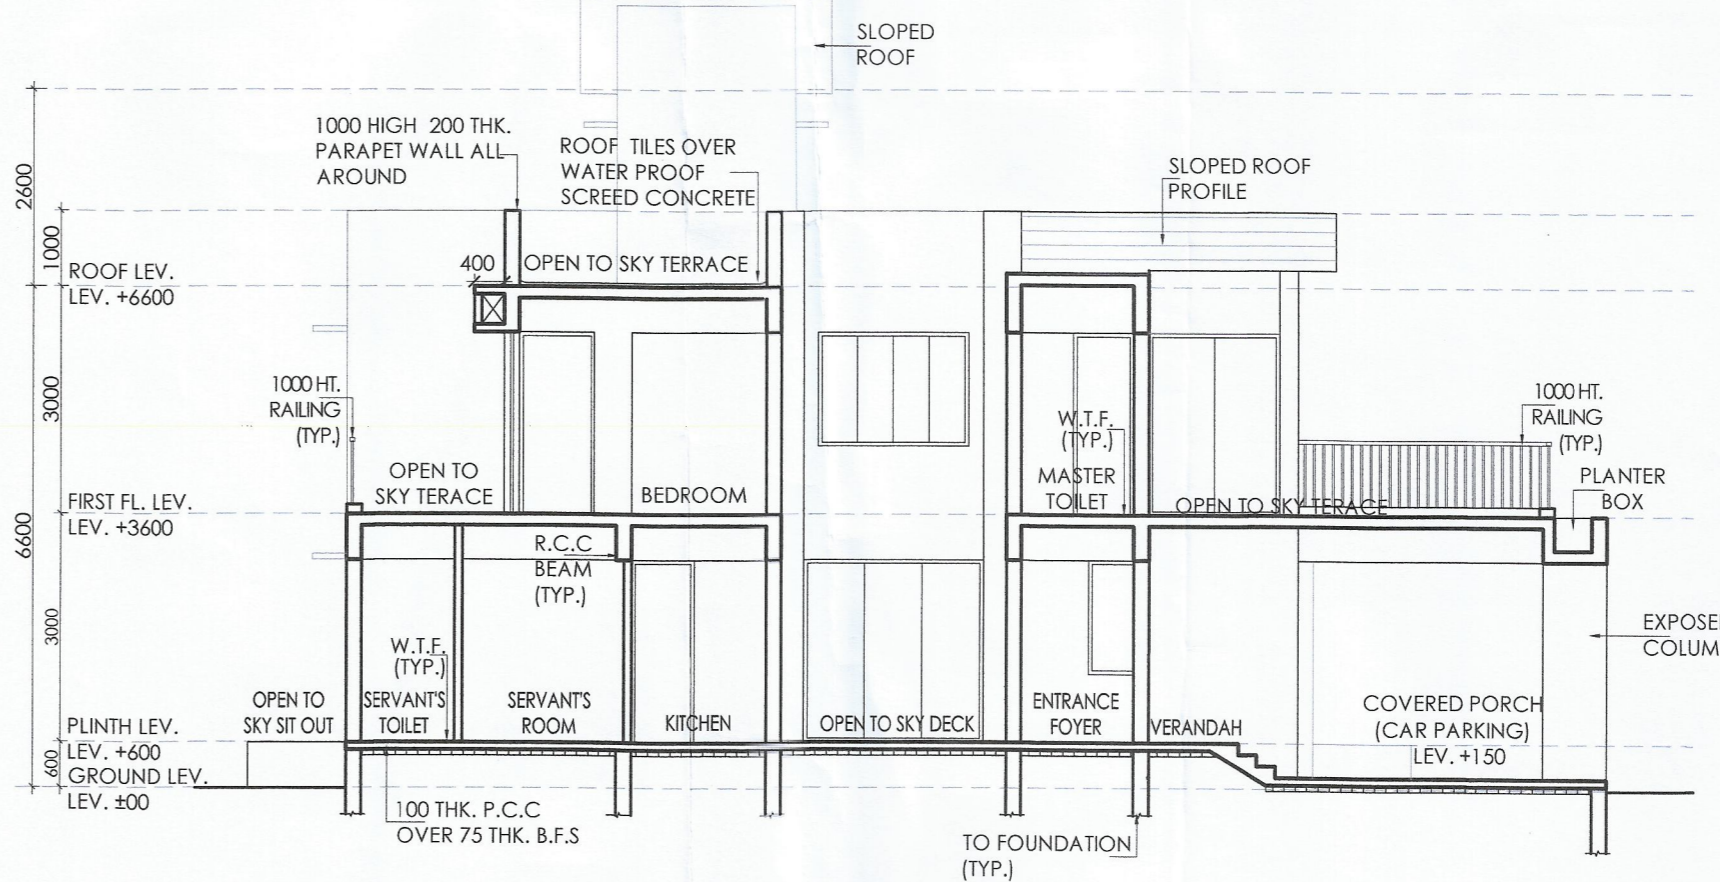 SLOPED
ROOF
1000 HIGH 200 THK.
PARAPET WALL ALL
AROUND
ROOF TILES OVER
WATER PROOF
SCREED CONCRETE
SLOPED ROOF
PROFILE
2600
1000
ROOF LEV.
LEV. +6600
400
OPEN TO SKY TERRACE
3000
1000 HT.
RAILING
(TYP.)
OPEN TO
SKY TERACE
BEDROOM
W.T.F.
(TYP.)
MASTER
TOILET
OPEN TO SKY TERACE
1000 HT.
RAILING
(TYP.)
PLANTER
BOX
FIRST FL. LEV.
LEV. +3600
6600
R.C.C
BEAM
(TYP.)
3000
W.T.F.
(TYP.)
EXPOSE
COLUM
OPEN TO
SKY SIT OUT
SERVANT'S
TOILET
SERVANT'S
ROOM
KITCHEN
OPEN TO SKY DECK
ENTRANCE
FOYER
VERANDAH
COVERED PORCH
(CAR PARKING)
LEV. +150
PLINTH LEV.
LEV. +600
600
GROUND LEV.
LEV. ±00
100 THK. P.C.C
OVER 75 THK. B.F.S
TO FOUNDATION
(TYP.)